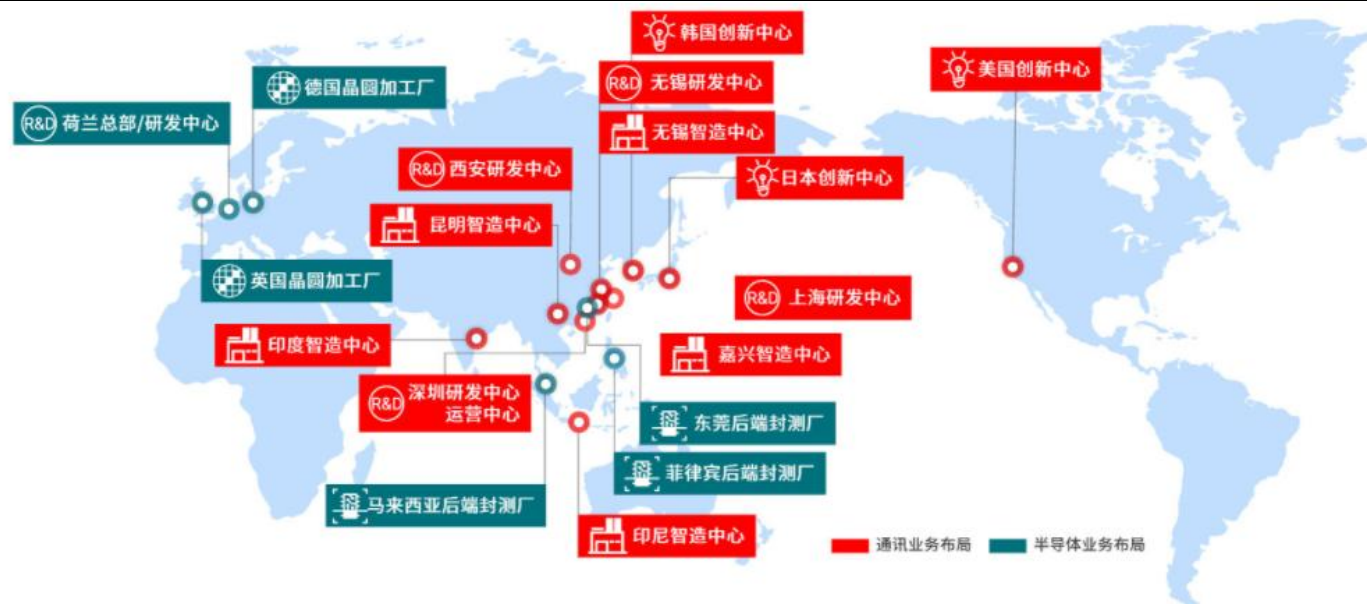 韩国创新中心
美国创新中心
德国晶圆加工厂
R&D 无锡研发中心
R&D 荷兰总部/研发中心
无锡智造中心
R&D 西安研发中心
日本创新中心
昆明智造中心
英国晶圆加工厂
R&D 上海研发中心
印度智造中心
嘉兴智造中心
R&D 深圳研发中心
运营中心
东莞后端封测厂
菲律宾后端封测厂
马来西亚后端封测厂
印尼智造中心
通讯业务布局
半导体业务布局